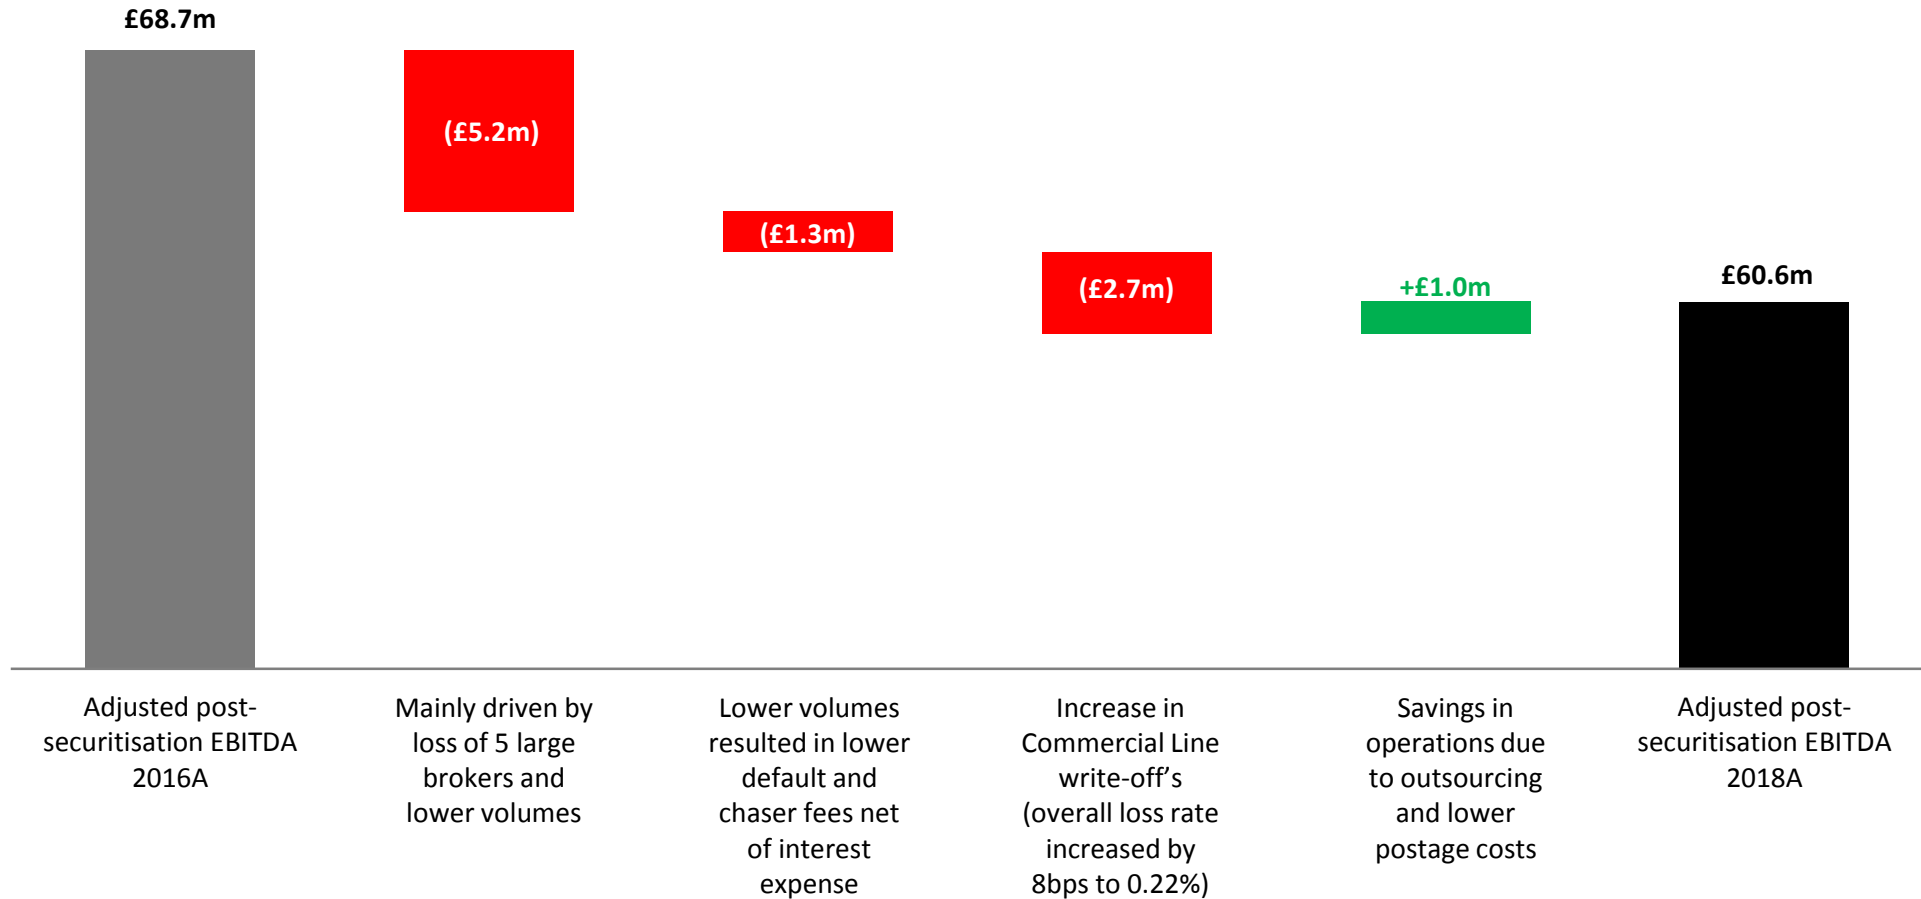 £68.7m
(£5.2m)
(£1.3m)
(£2.7m)
+£1.0m
£60.6m
Adjusted post-
securitisation EBITDA
2016A
Mainly driven by
loss of 5 large
brokers and
lower volumes
Lower volumes
resulted in lower
default and
chaser fees net
of interest
expense
Increase in
Commercial Line
write-off’s
(overall loss rate
increased by
8bps to 0.22%)
Savings in
operations due
to outsourcing
and lower
postage costs
Adjusted post-
securitisation EBITDA
2018A